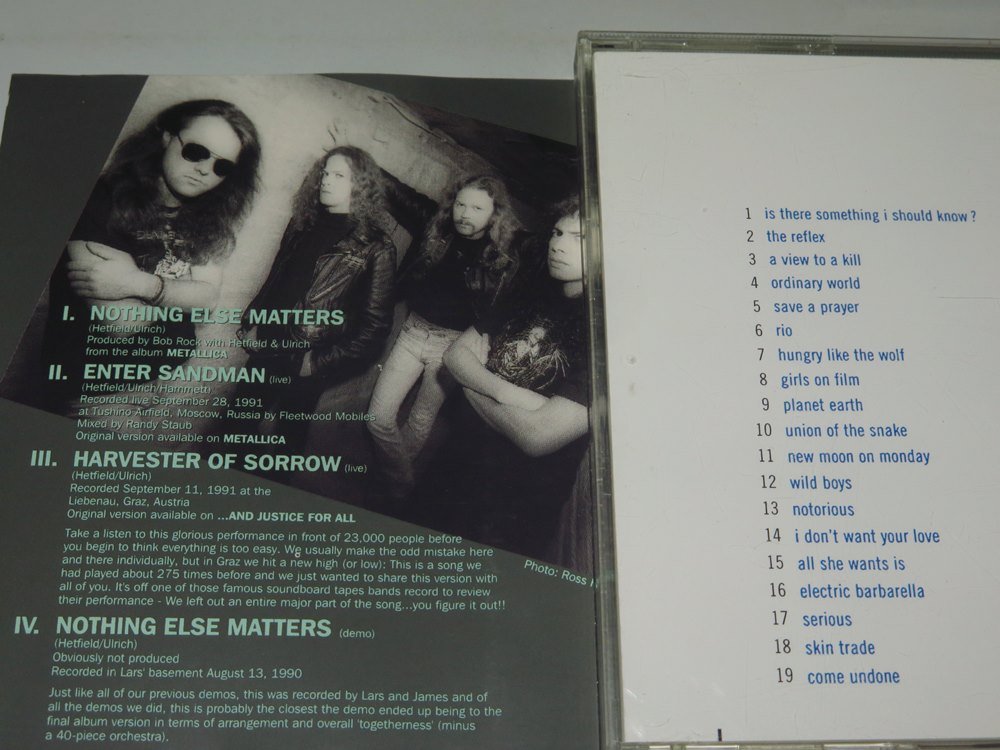 I. NOTHING ELSE MATTERS
(Hetfield/Ulrich)
Produced by Bob Rock with Hetfield & Ulrich
from the album METALLICA
II. ENTER SANDMAN (live)
(Hetfield/Ulrich/Hammett)
Recorded live September 28, 1991
at Tushino Airfield, Moscow, Russia by Fleetwood Mobiles
Mixed by Randy Staub
Original version available on METALLICA
III. HARVESTER OF SORROW (live)
(Hetfield/Ulrich)
Recorded September 11, 1991 at the
Liebenau, Graz, Austria
Original version available on ...AND JUSTICE FOR ALL
Take a listen to this glorious performance in front of 23,000 people before
you begin to think everything is too easy. We usually make the odd mistake here
and there individually, but in Graz we hit a new high (or low): This is a song we
had played about 275 times before and we just wanted to share this version with
all of you. It's off one of those famous soundboard tapes bands record to review
their performance - We left out an entire major part of the song...you figure it out!!
Photo: Ross
IV. NOTHING ELSE MATTERS (demo)
(Hetfield/Ulrich)
Obviously not produced
Recorded in Lars' basement August 13, 1990
Just like all of our previous demos, this was recorded by Lars and James and of
all the demos we did, this is probably the closest the demo ended up being to the
final album version in terms of arrangement and overall 'togetherness' (minus
a 40-piece orchestra).
1 is there something i should know?
2 the reflex
3 a view to a kill
4 ordinary world
5 save a prayer
6 rio
7 hungry like the wolf
8 girls on film
9 planet earth
10 union of the snake
11 new moon on monday
12 wild boys
13 notorious
14 i don't want your love
15 all she wants is
16 electric barbarella
17 serious
18 skin trade
19 come undone